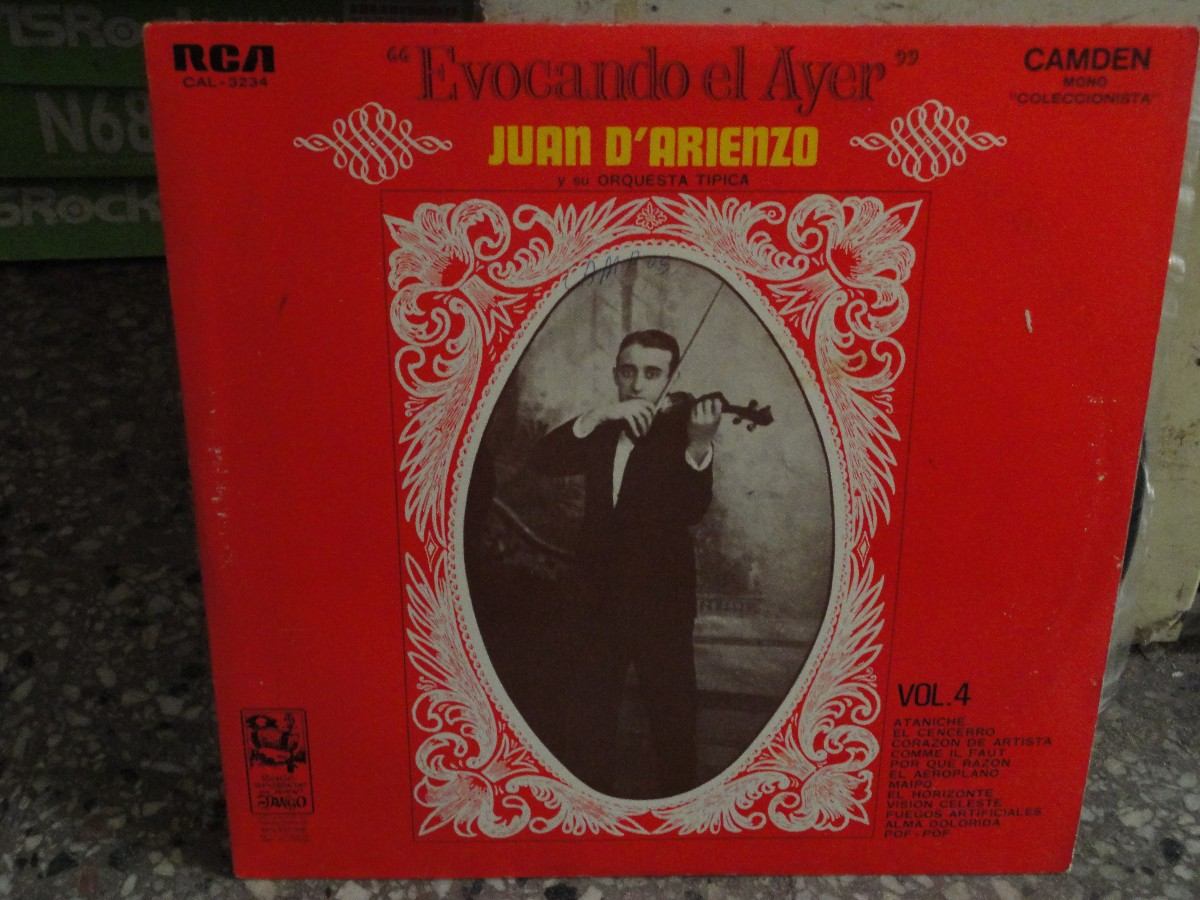 RCA
CAL-3234
"Evocando el Ayer"
CAMDEN
MONO
"COLECCIONISTA"
JUAN D'ARIENZO
y su ORQUESTA TIPICA
VOL.4
ATANICHE
EL CENCERRO
CORAZON DE ARTISTA
COMME IL FAUT
POR QUE RAZON
EL AEROPLANO
MAIPO
EL HORIZONTE
VISION CELESTE
FUEGOS ARTIFICIALES
ALMA DOLORIDA
POF - POF
TANGO
N68